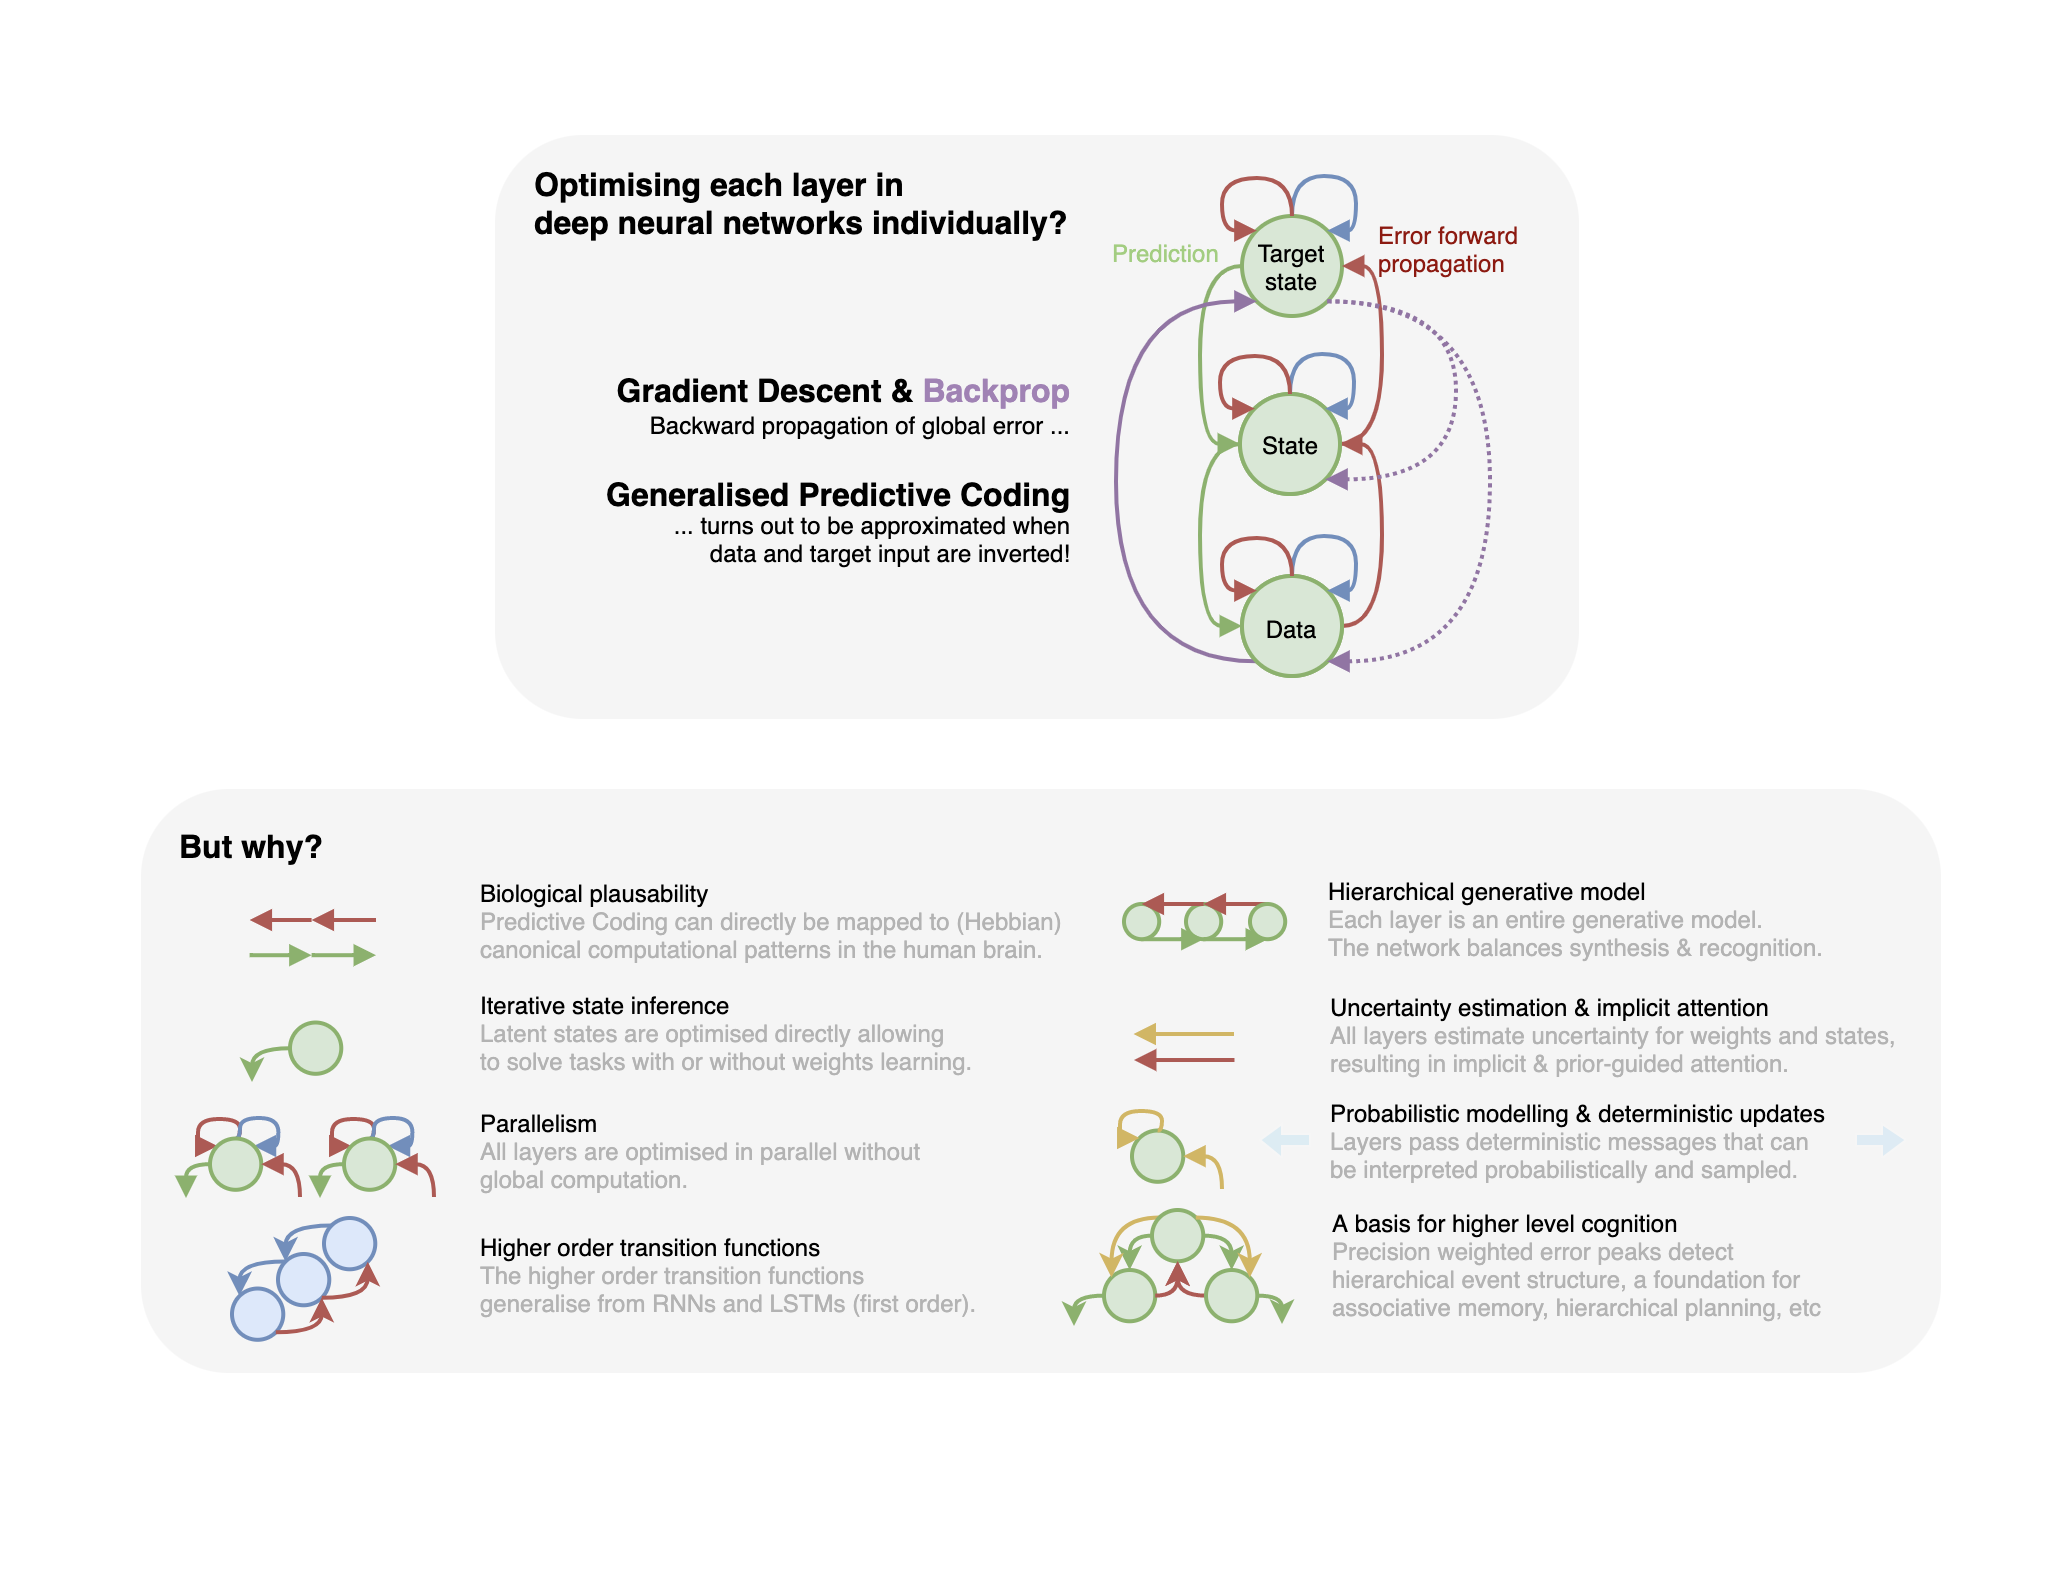 Optimising each layer in
deep neural networks individually?
Prediction
Error forward
propagation
Target
state
Gradient Descent & Backprop
Backward propagation of global error ...
State
Generalised Predictive Coding
... turns out to be approximated when
data and target input are inverted!
Data
But why?
Biological plausability
Predictive Coding can directly be mapped to (Hebbian)
canonical computational patterns in the human brain.
Iterative state inference
Latent states are optimised directly allowing
to solve tasks with or without weights learning.
Parallelism
All layers are optimised in parallel without
global computation.
Higher order transition functions
The higher order transition functions
generalise from RNNs and LSTMs (first order).
Hierarchical generative model
Each layer is an entire generative model.
The network balances synthesis & recognition.
Uncertainty estimation & implicit attention
All layers estimate uncertainty for weights and states,
resulting in implicit & prior-guided attention.
Probabilistic modelling & deterministic updates
Layers pass deterministic messages that can
be interpreted probabilistically and sampled.
A basis for higher level cognition
Precision weighted error peaks detect
hierarchical event structure, a foundation for
associative memory, hierarchical planning, etc